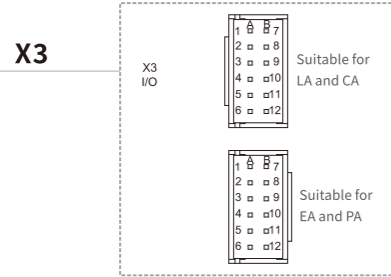 X3
X3
I/O
A B
1 7
2 8
3 9
4 10
5 11
6 12
Suitable for
LA and CA
A B
1 7
2 8
3 9
4 10
5 11
6 12
Suitable for
EA and PA